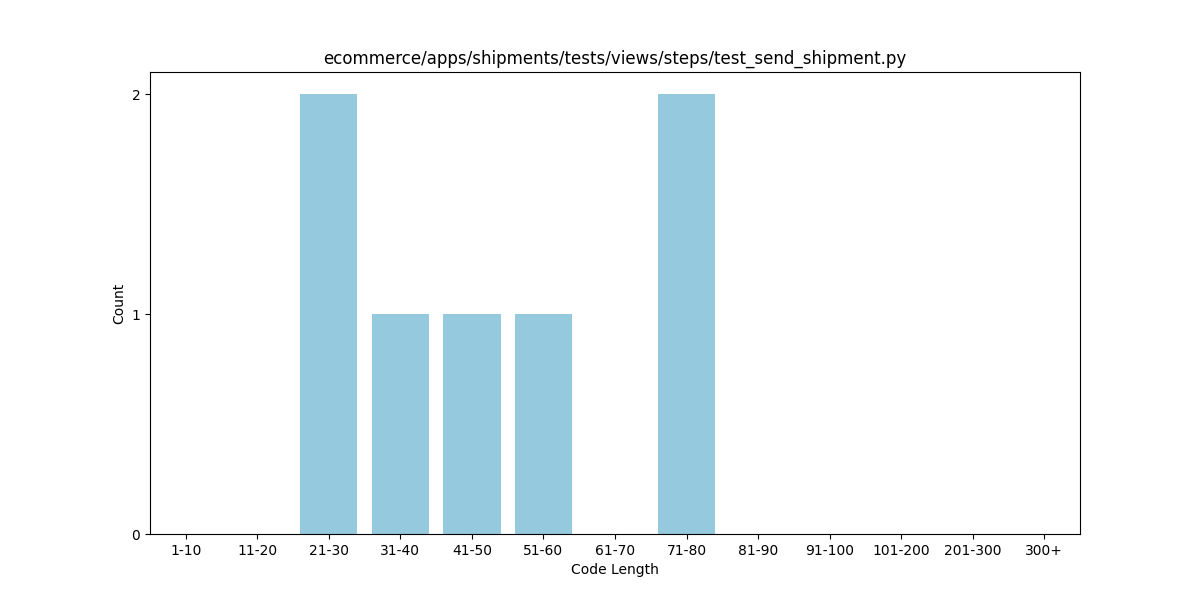 ecommerce/apps/shipments/tests/views/steps/test_send_shipment.py
2
1
0
Count
1-10 11-20 21-30 31-40 41-50 51-60 61-70 71-80 81-90 91-100 101-200 201-300 300+
Code Length